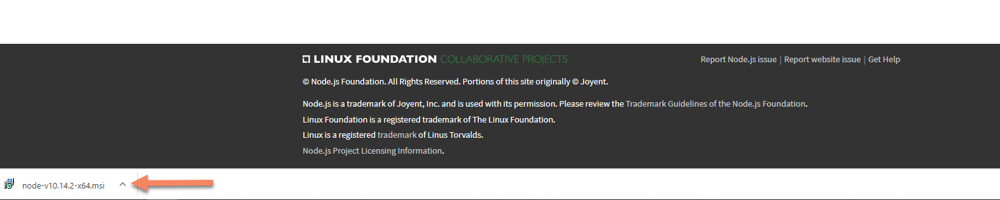 LINUX FOUNDATION COLLABORATIVE PROJECTS
Report Node.js issue | Report website issue | Get Help
© Node.js Foundation. All Rights Reserved. Portions of this site originally © Joyent.
Node.js is a trademark of Joyent, Inc. and is used with its permission. Please review the Trademark Guidelines of the Node.js Foundation.
Linux Foundation is a registered trademark of The Linux Foundation.
Linux is a registered trademark of Linus Torvalds.
Node.js Project Licensing Information.
node-v10.14.2-x64.msi